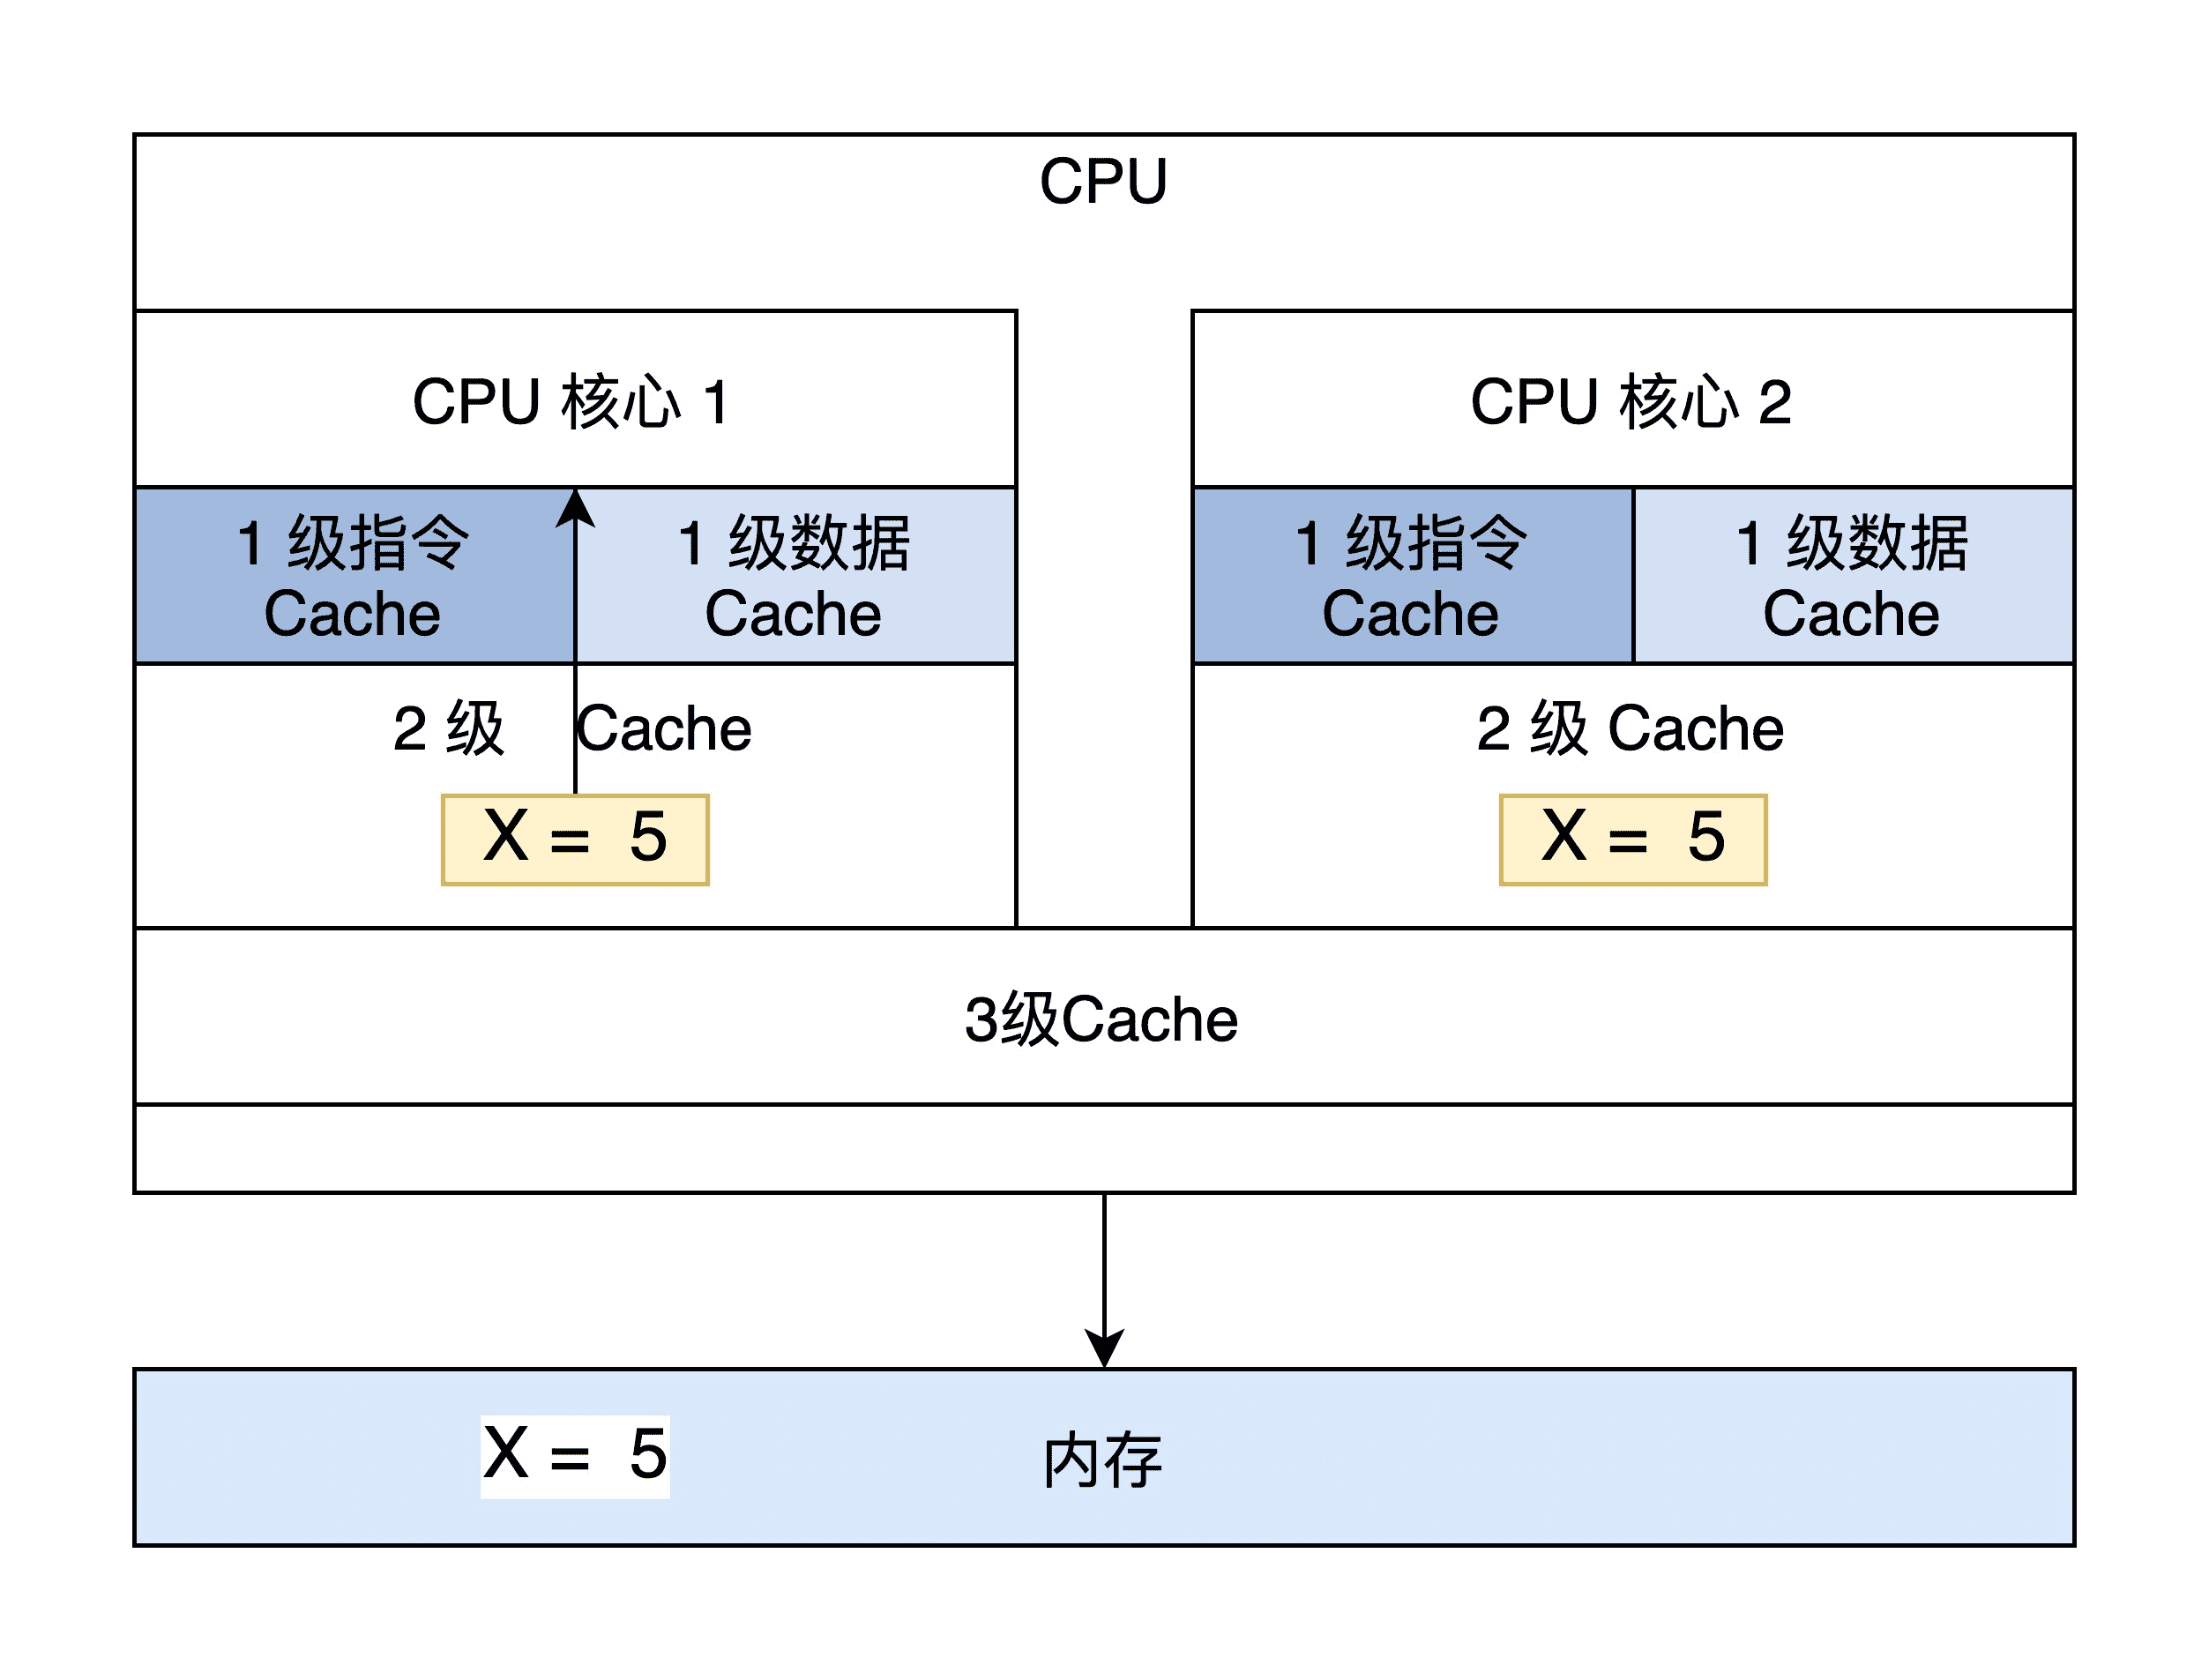 CPU
CPU 核心 1
CPU 核心 2
1 级指令
Cache
1 级数据
Cache
1 级指令
Cache
1 级数据
Cache
2 级 Cache
2 级 Cache
X = 5
X = 5
3级Cache
X = 5
内存